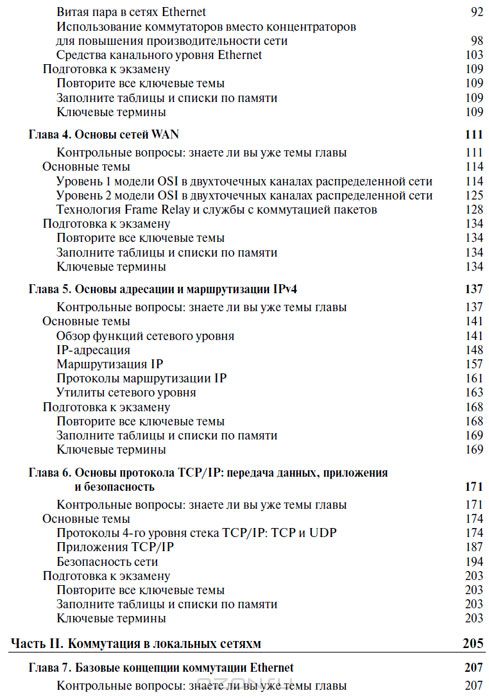 Витая пара в сетях Ethernet 92
Использование коммутаторов вместо концентраторов
для повышения производительности сети 98
Средства канального уровня Ethernet 103
Подготовка к экзамену 109
Повторите все ключевые темы 109
Заполните таблицы и списки по памяти 109
Ключевые термины 109
Глава 4. Основы сетей WAN 111
Контрольные вопросы: знаете ли вы уже темы главы 111
Основные темы 114
Уровень 1 модели OSI в двухточечных каналах распределенной сети 114
Уровень 2 модели OSI в двухточечных каналах распределенной сети 125
Технология Frame Relay и службы с коммутацией пакетов 128
Подготовка к экзамену 134
Повторите все ключевые темы 134
Заполните таблицы и списки по памяти 134
Ключевые термины 134
Глава 5. Основы адресации и маршрутизации IPv4 137
Контрольные вопросы: знаете ли вы уже темы главы 137
Основные темы 141
Обзор функций сетевого уровня 141
IP-адресация 148
Маршрутизация IP 157
Протоколы маршрутизации IP 161
Утилиты сетевого уровня 163
Подготовка к экзамену 168
Повторите все ключевые темы 168
Заполните таблицы и списки по памяти 169
Ключевые термины 169
Глава 6. Основы протокола TCP/IP: передача данных, приложения
и безопасность 171
Контрольные вопросы: знаете ли вы уже темы главы 171
Основные темы 174
Протоколы 4-го уровня стека TCP/IP: TCP и UDP 174
Приложения TCP/IP 187
Безопасность сети 194
Подготовка к экзамену 203
Повторите все ключевые темы 203
Заполните таблицы и списки по памяти 203
Ключевые термины 203
Часть II. Коммутация в локальных сетяхм 205
Глава 7. Базовые концепции коммутации Ethernet 207
Контрольные вопросы: знаете ли вы уже темы главы 207
ozon.ru